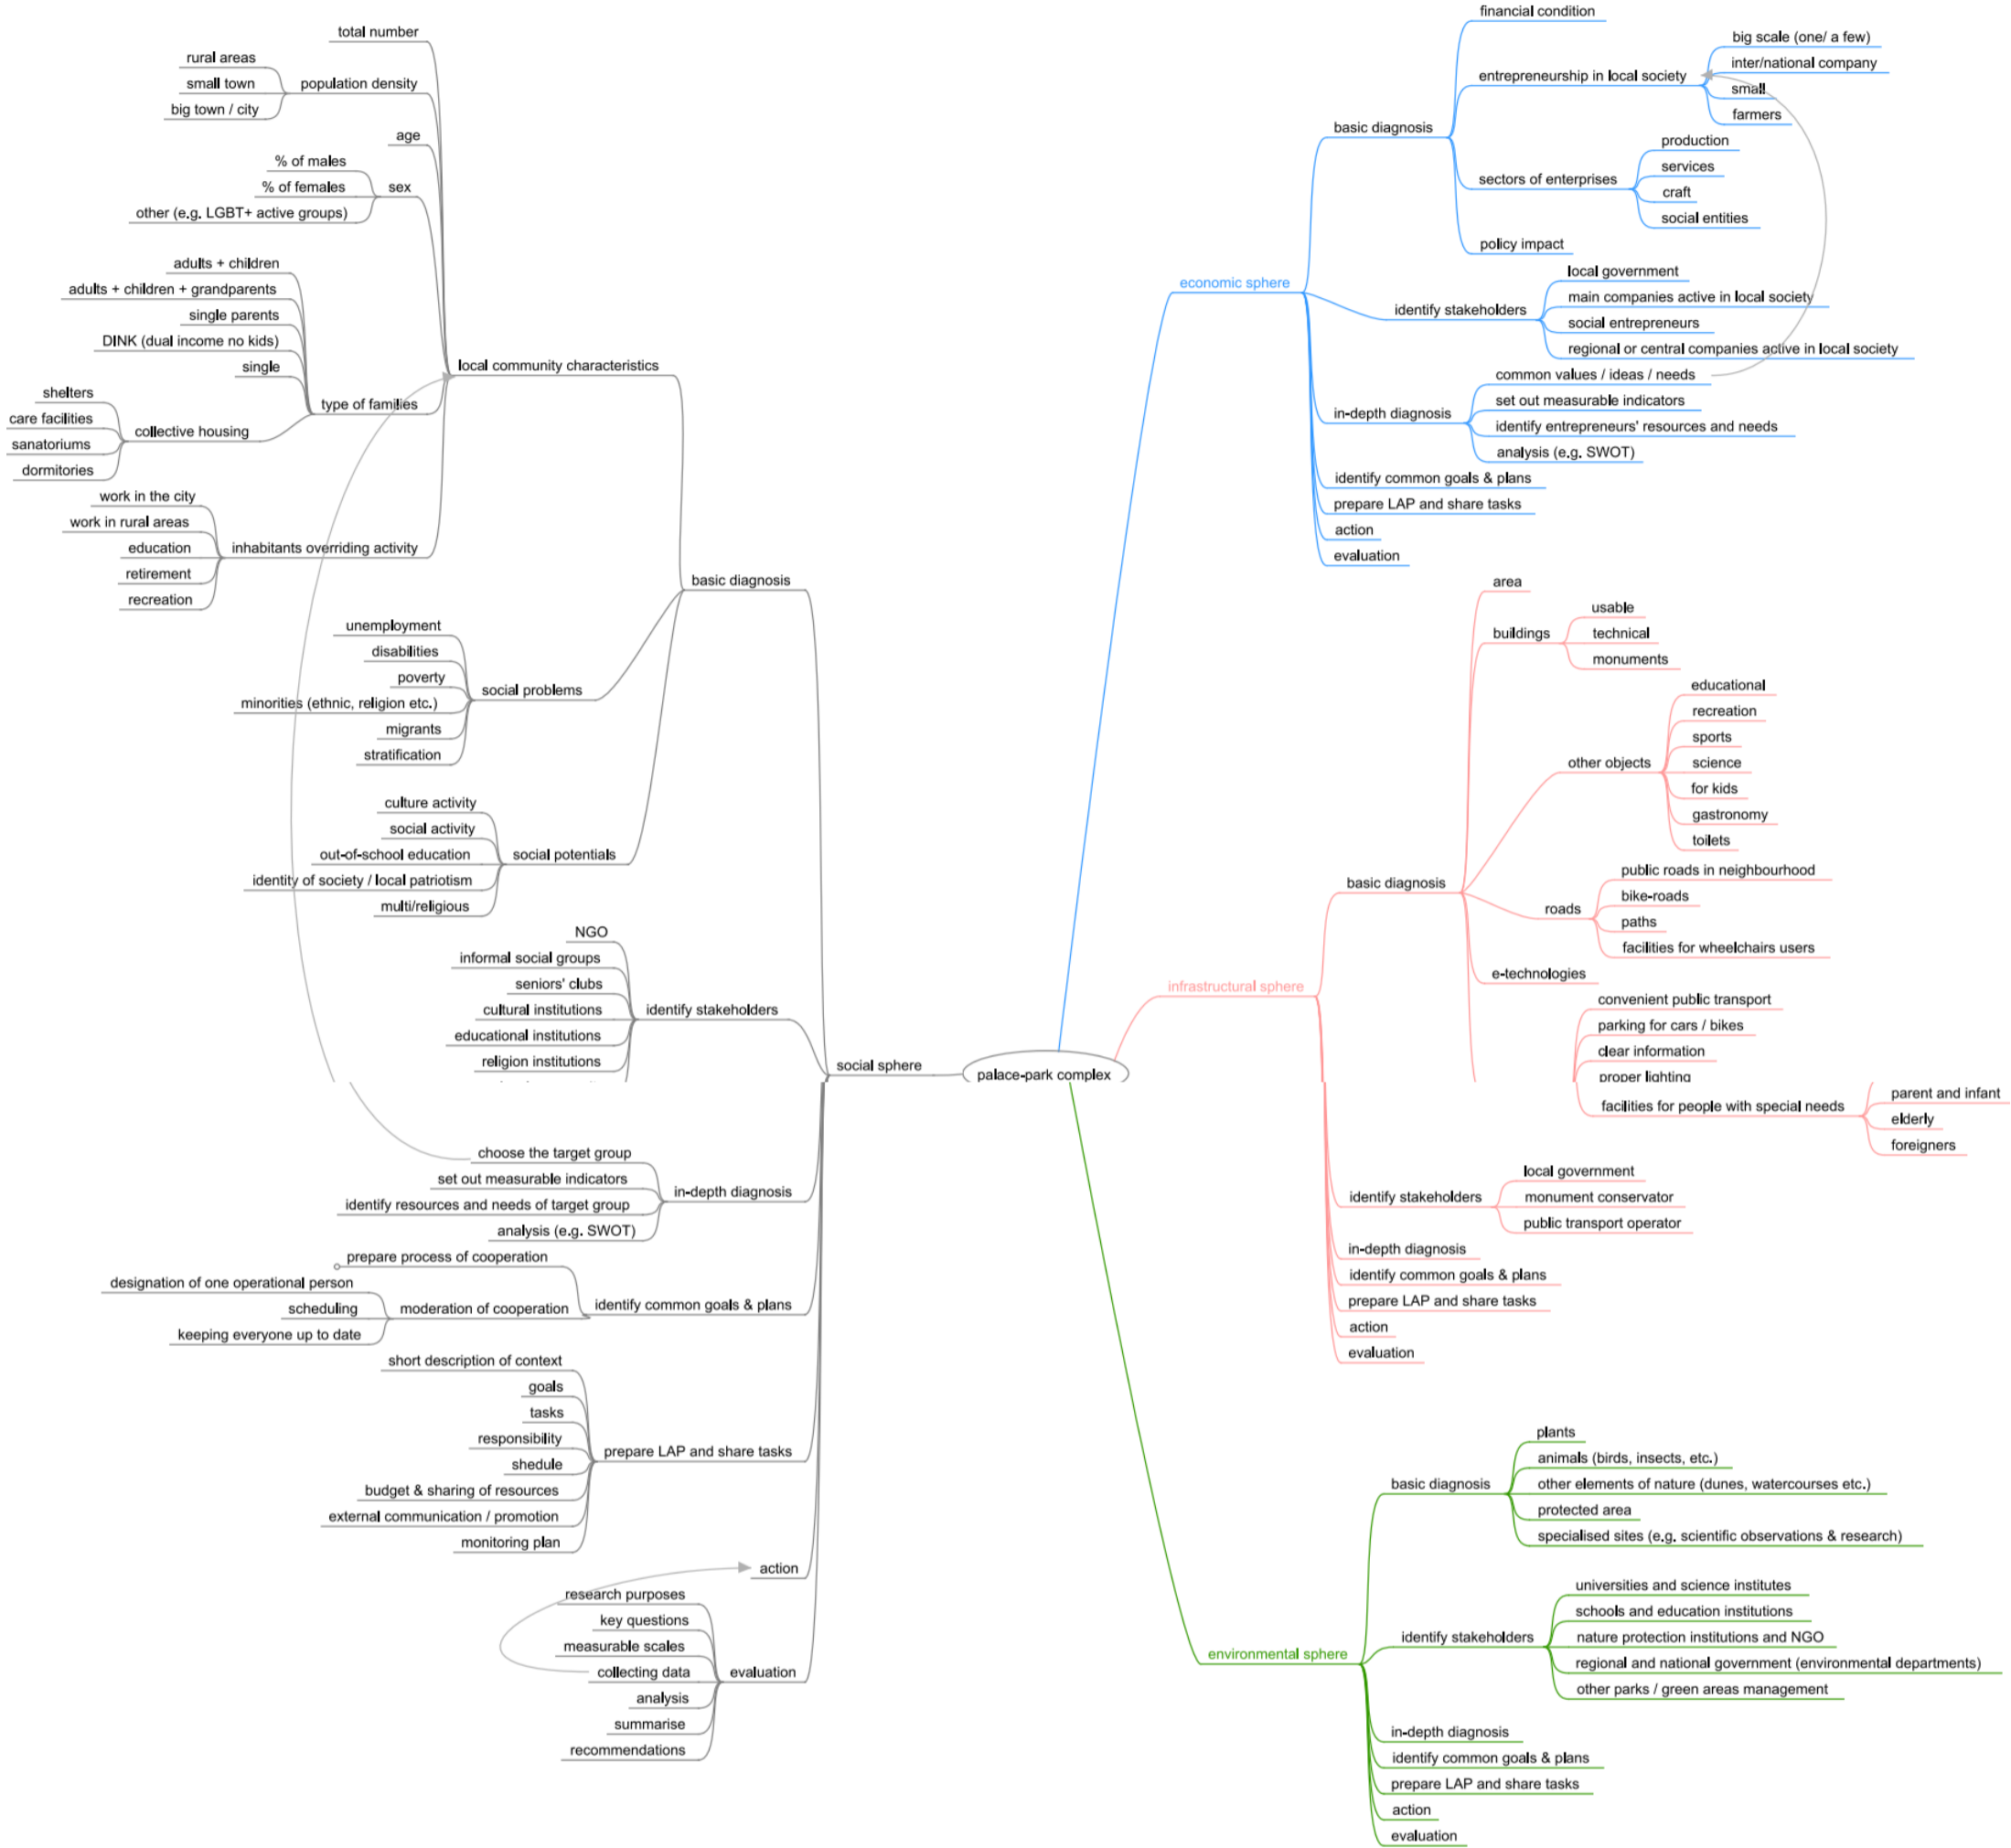 total number
rural areas
small town
big town / city
population density
age
% of males
% of females
other (e.g. LGBT+ active groups)
sex
adults + children
adults + children + grandparents
single parents
DINK (dual income no kids)
single
shelters
care facilities
sanatoriums
dormitories
collective housing
type of families
local community characteristics
work in the city
work in rural areas
education
retirement
recreation
inhabitants overriding activity
basic diagnosis
unemployment
disabilities
poverty
minorities (ethnic, religion etc.)
migrants
stratification
social problems
culture activity
social activity
out-of-school education
identity of society / local patriotism
multi/religious
social potentials
NGO
informal social groups
seniors' clubs
cultural institutions
educational institutions
religion institutions
identify stakeholders
social sphere
palace-park complex
choose the target group
set out measurable indicators
identify resources and needs of target group
analysis (e.g. SWOT)
in-depth diagnosis
prepare process of cooperation
designation of one operational person
scheduling
keeping everyone up to date
moderation of cooperation
identify common goals & plans
short description of context
goals
tasks
responsibility
shedule
budget & sharing of resources
external communication / promotion
monitoring plan
prepare LAP and share tasks
action
research purposes
key questions
measurable scales
collecting data
analysis
summarise
recommendations
evaluation
economic sphere
basic diagnosis
financial condition
entrepreneurship in local society
big scale (one/ a few)
inter/national company
small
farmers
sectors of enterprises
production
services
craft
social entities
policy impact
identify stakeholders
local government
main companies active in local society
social entrepreneurs
regional or central companies active in local society
in-depth diagnosis
common values / ideas / needs
set out measurable indicators
identify entrepreneurs' resources and needs
analysis (e.g. SWOT)
identify common goals & plans
prepare LAP and share tasks
action
evaluation
infrastructural sphere
basic diagnosis
area
buildings
usable
technical
monuments
other objects
educational
recreation
sports
science
for kids
gastronomy
toilets
roads
public roads in neighbourhood
bike-roads
paths
facilities for wheelchairs users
e-technologies
convenient public transport
parking for cars / bikes
clear information
proper lighting
facilities for people with special needs
parent and infant
elderly
foreigners
identify stakeholders
local government
monument conservator
public transport operator
in-depth diagnosis
identify common goals & plans
prepare LAP and share tasks
action
evaluation
environmental sphere
basic diagnosis
plants
animals (birds, insects, etc.)
other elements of nature (dunes, watercourses etc.)
protected area
specialised sites (e.g. scientific observations & research)
identify stakeholders
universities and science institutes
schools and education institutions
nature protection institutions and NGO
regional and national government (environmental departments)
other parks / green areas management
in-depth diagnosis
identify common goals & plans
prepare LAP and share tasks
action
evaluation